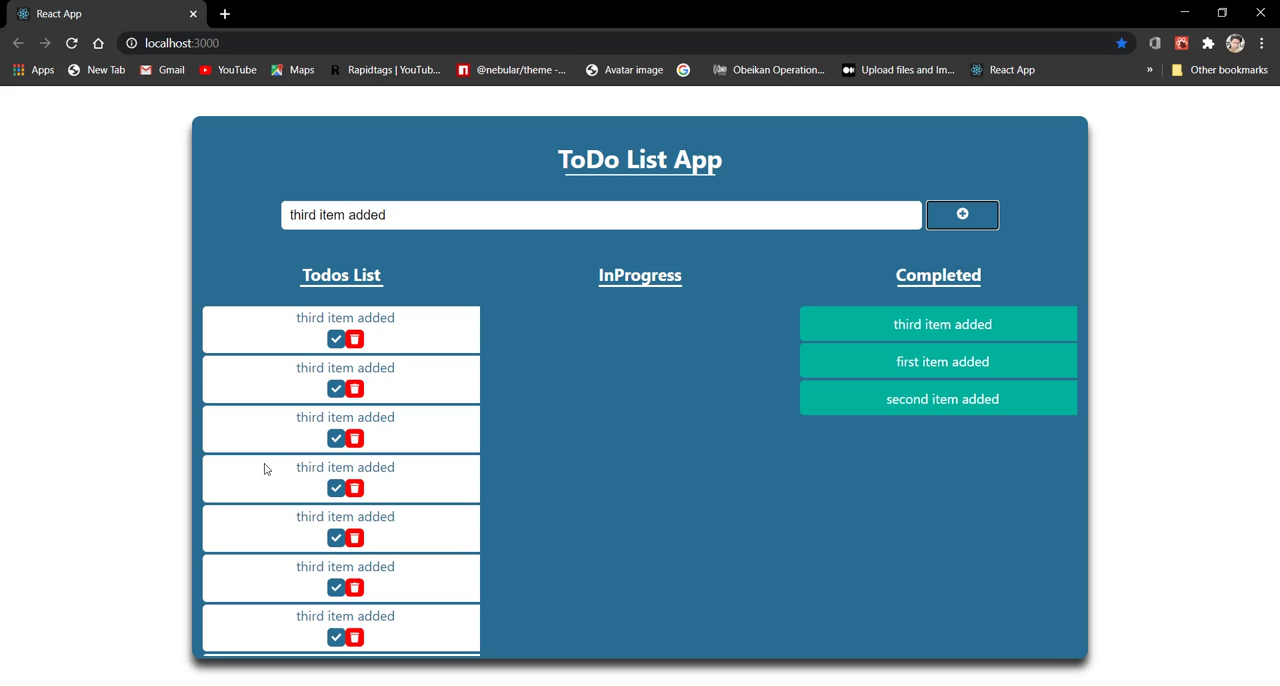 React App
localhost:3000
Apps
New Tab
Gmail
YouTube
Maps
Rapidtags | YouTub...
@nebular/theme -...
Avatar image
Obeikan Operation...
Upload files and Im...
React App
»
Other bookmarks
ToDo List App
third item added
Todos List
InProgress
Completed
third item added
third item added
third item added
third item added
third item added
third item added
third item added
third item added
first item added
second item added